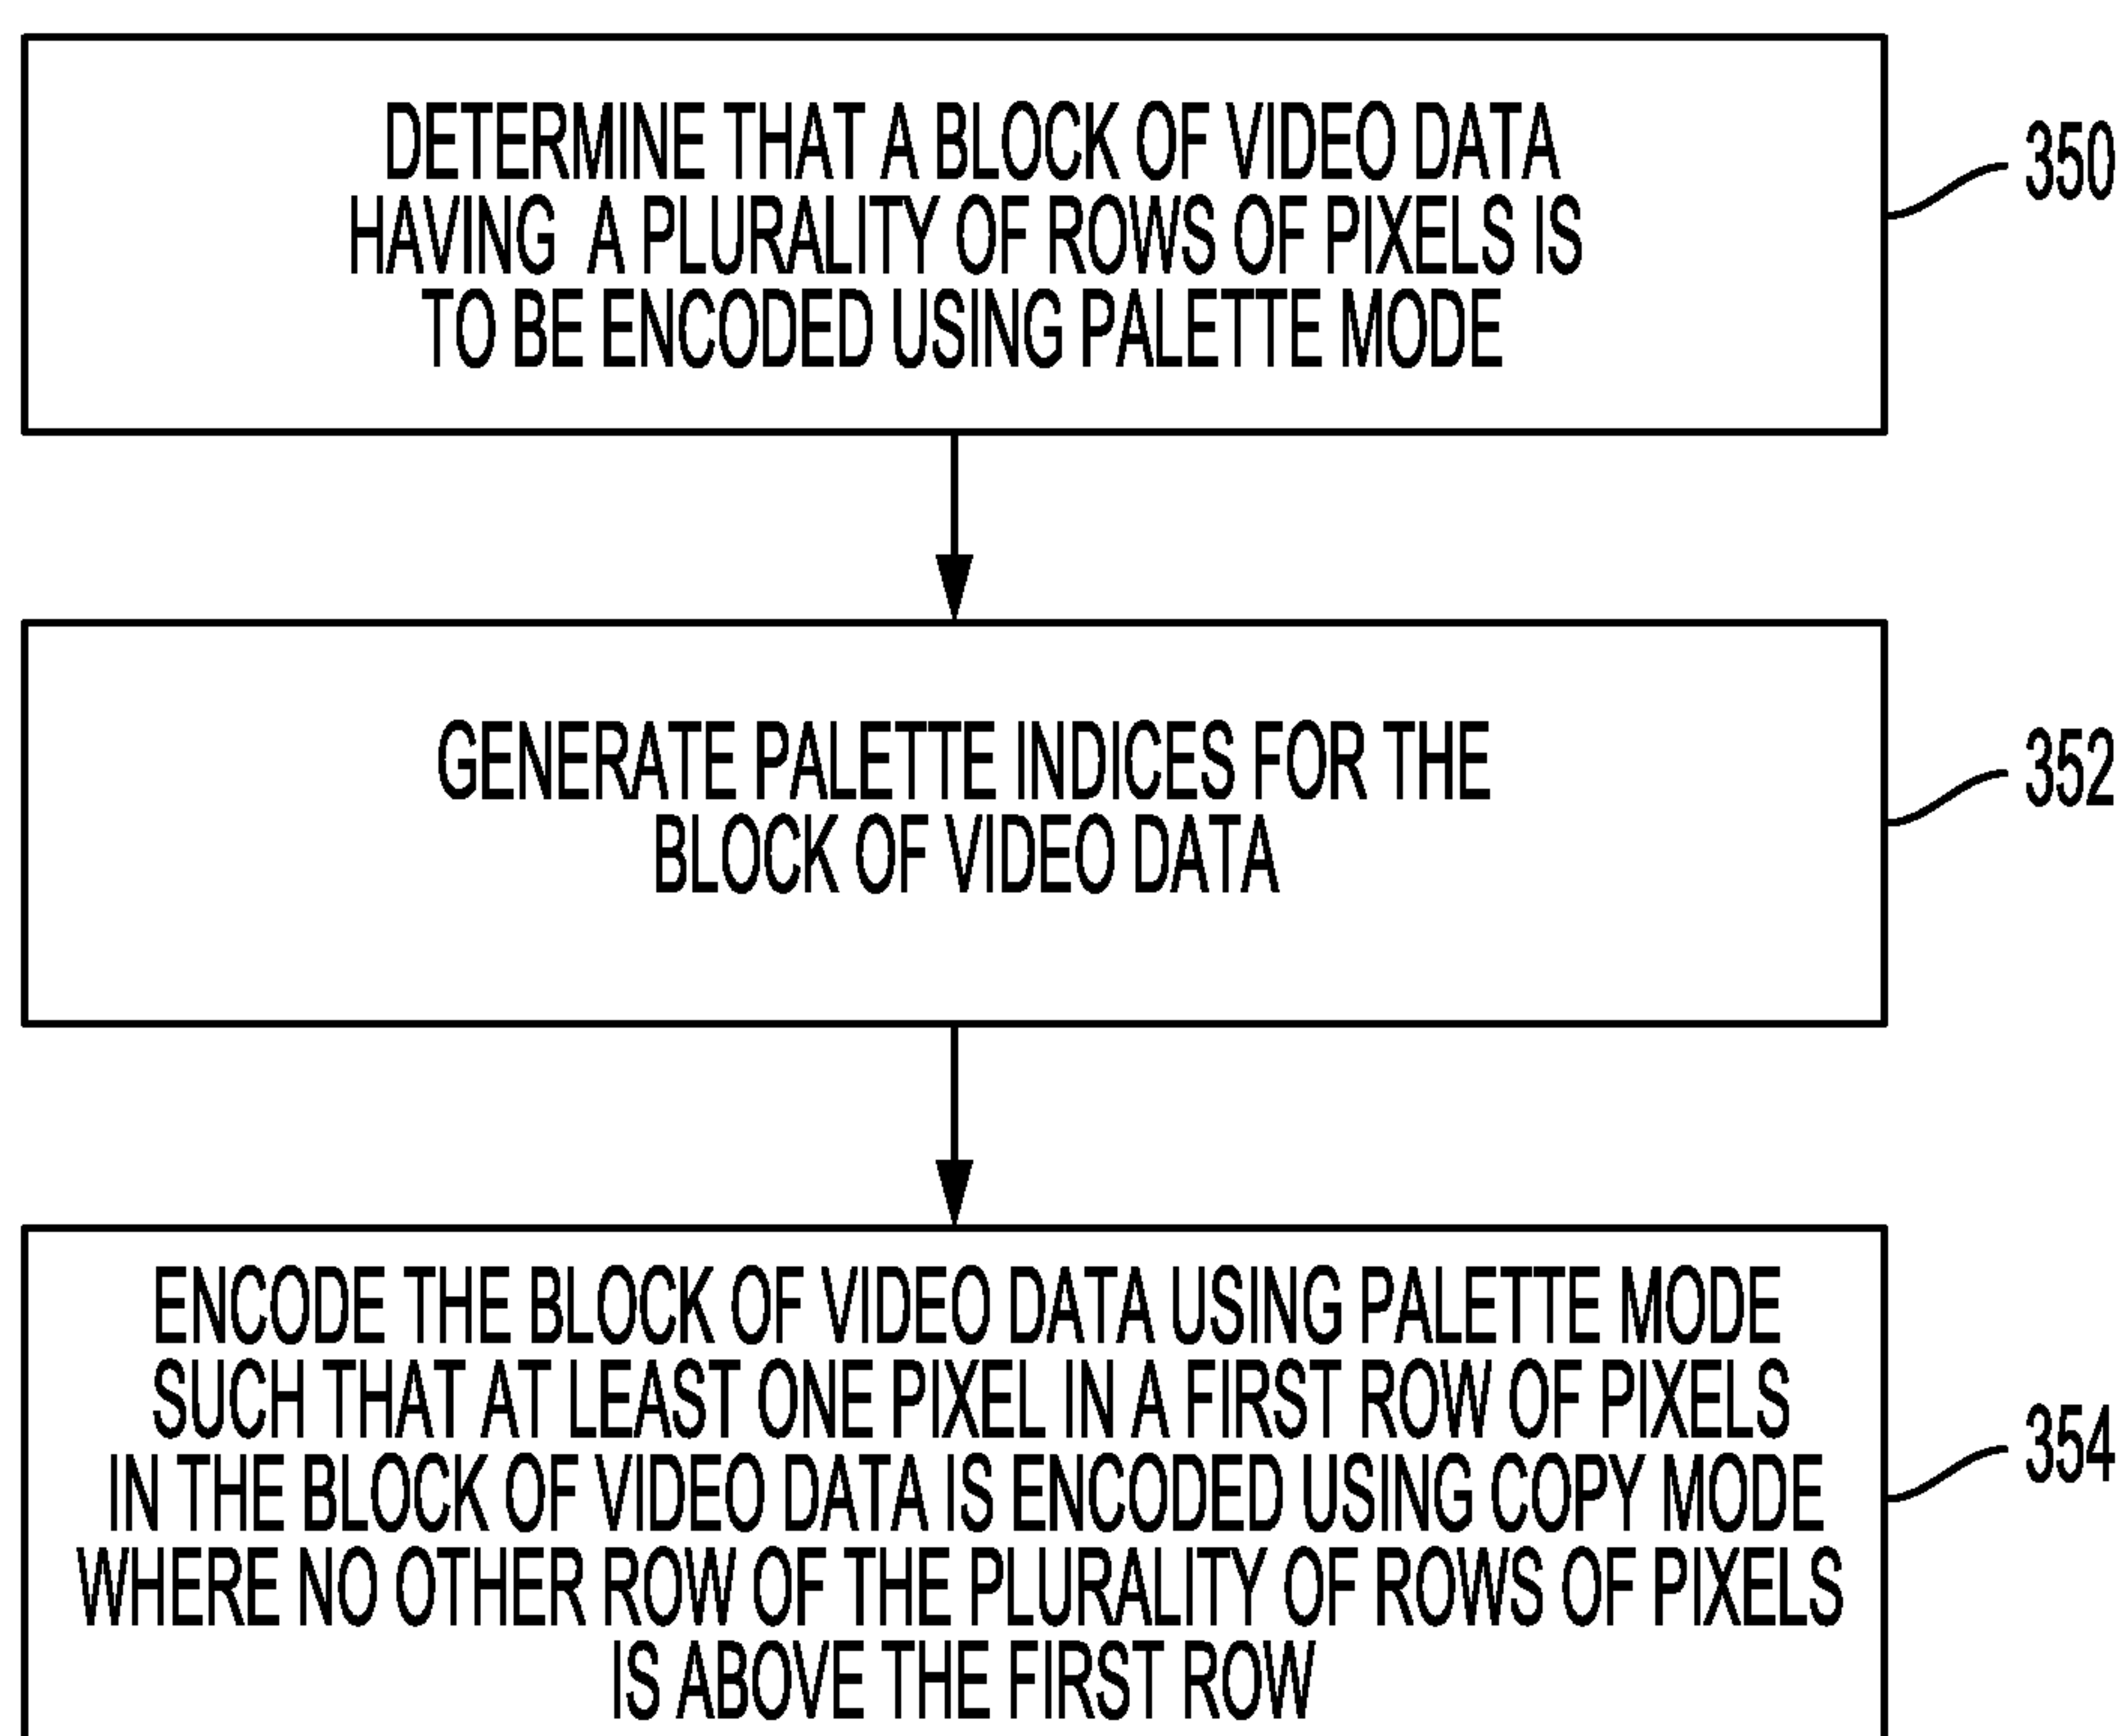 DETERMINE THAT A BLOCK OF VIDEO DATA
HAVING A PLURALITY OF ROWS OF PIXELS IS
TO BE ENCODED USING PALETTE MODE
350
GENERATE PALETTE INDICES FOR THE
BLOCK OF VIDEO DATA
352
ENCODE THE BLOCK OF VIDEO DATA USING PALETTE MODE
SUCH THAT AT LEAST ONE PIXEL IN A FIRST ROW OF PIXELS
IN THE BLOCK OF VIDEO DATA IS ENCODED USING COPY MODE
WHERE NO OTHER ROW OF THE PLURALITY OF ROWS OF PIXELS
IS ABOVE THE FIRST ROW
354